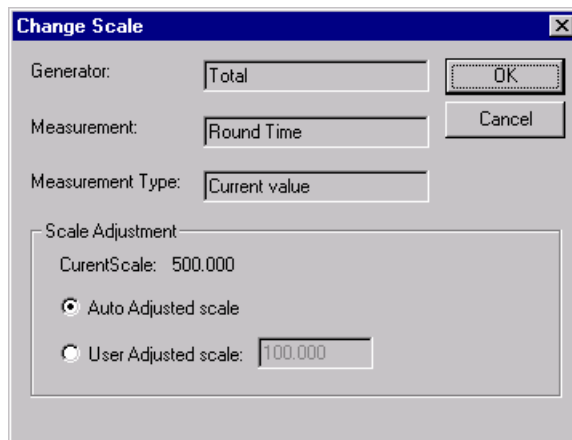 Change Scale
Generator: Total
OK
Measurement: Round Time
Cancel
Measurement Type: Current value
Scale Adjustment
CurentScale: 500.000
Auto Adjusted scale
User Adjusted scale: 100.000